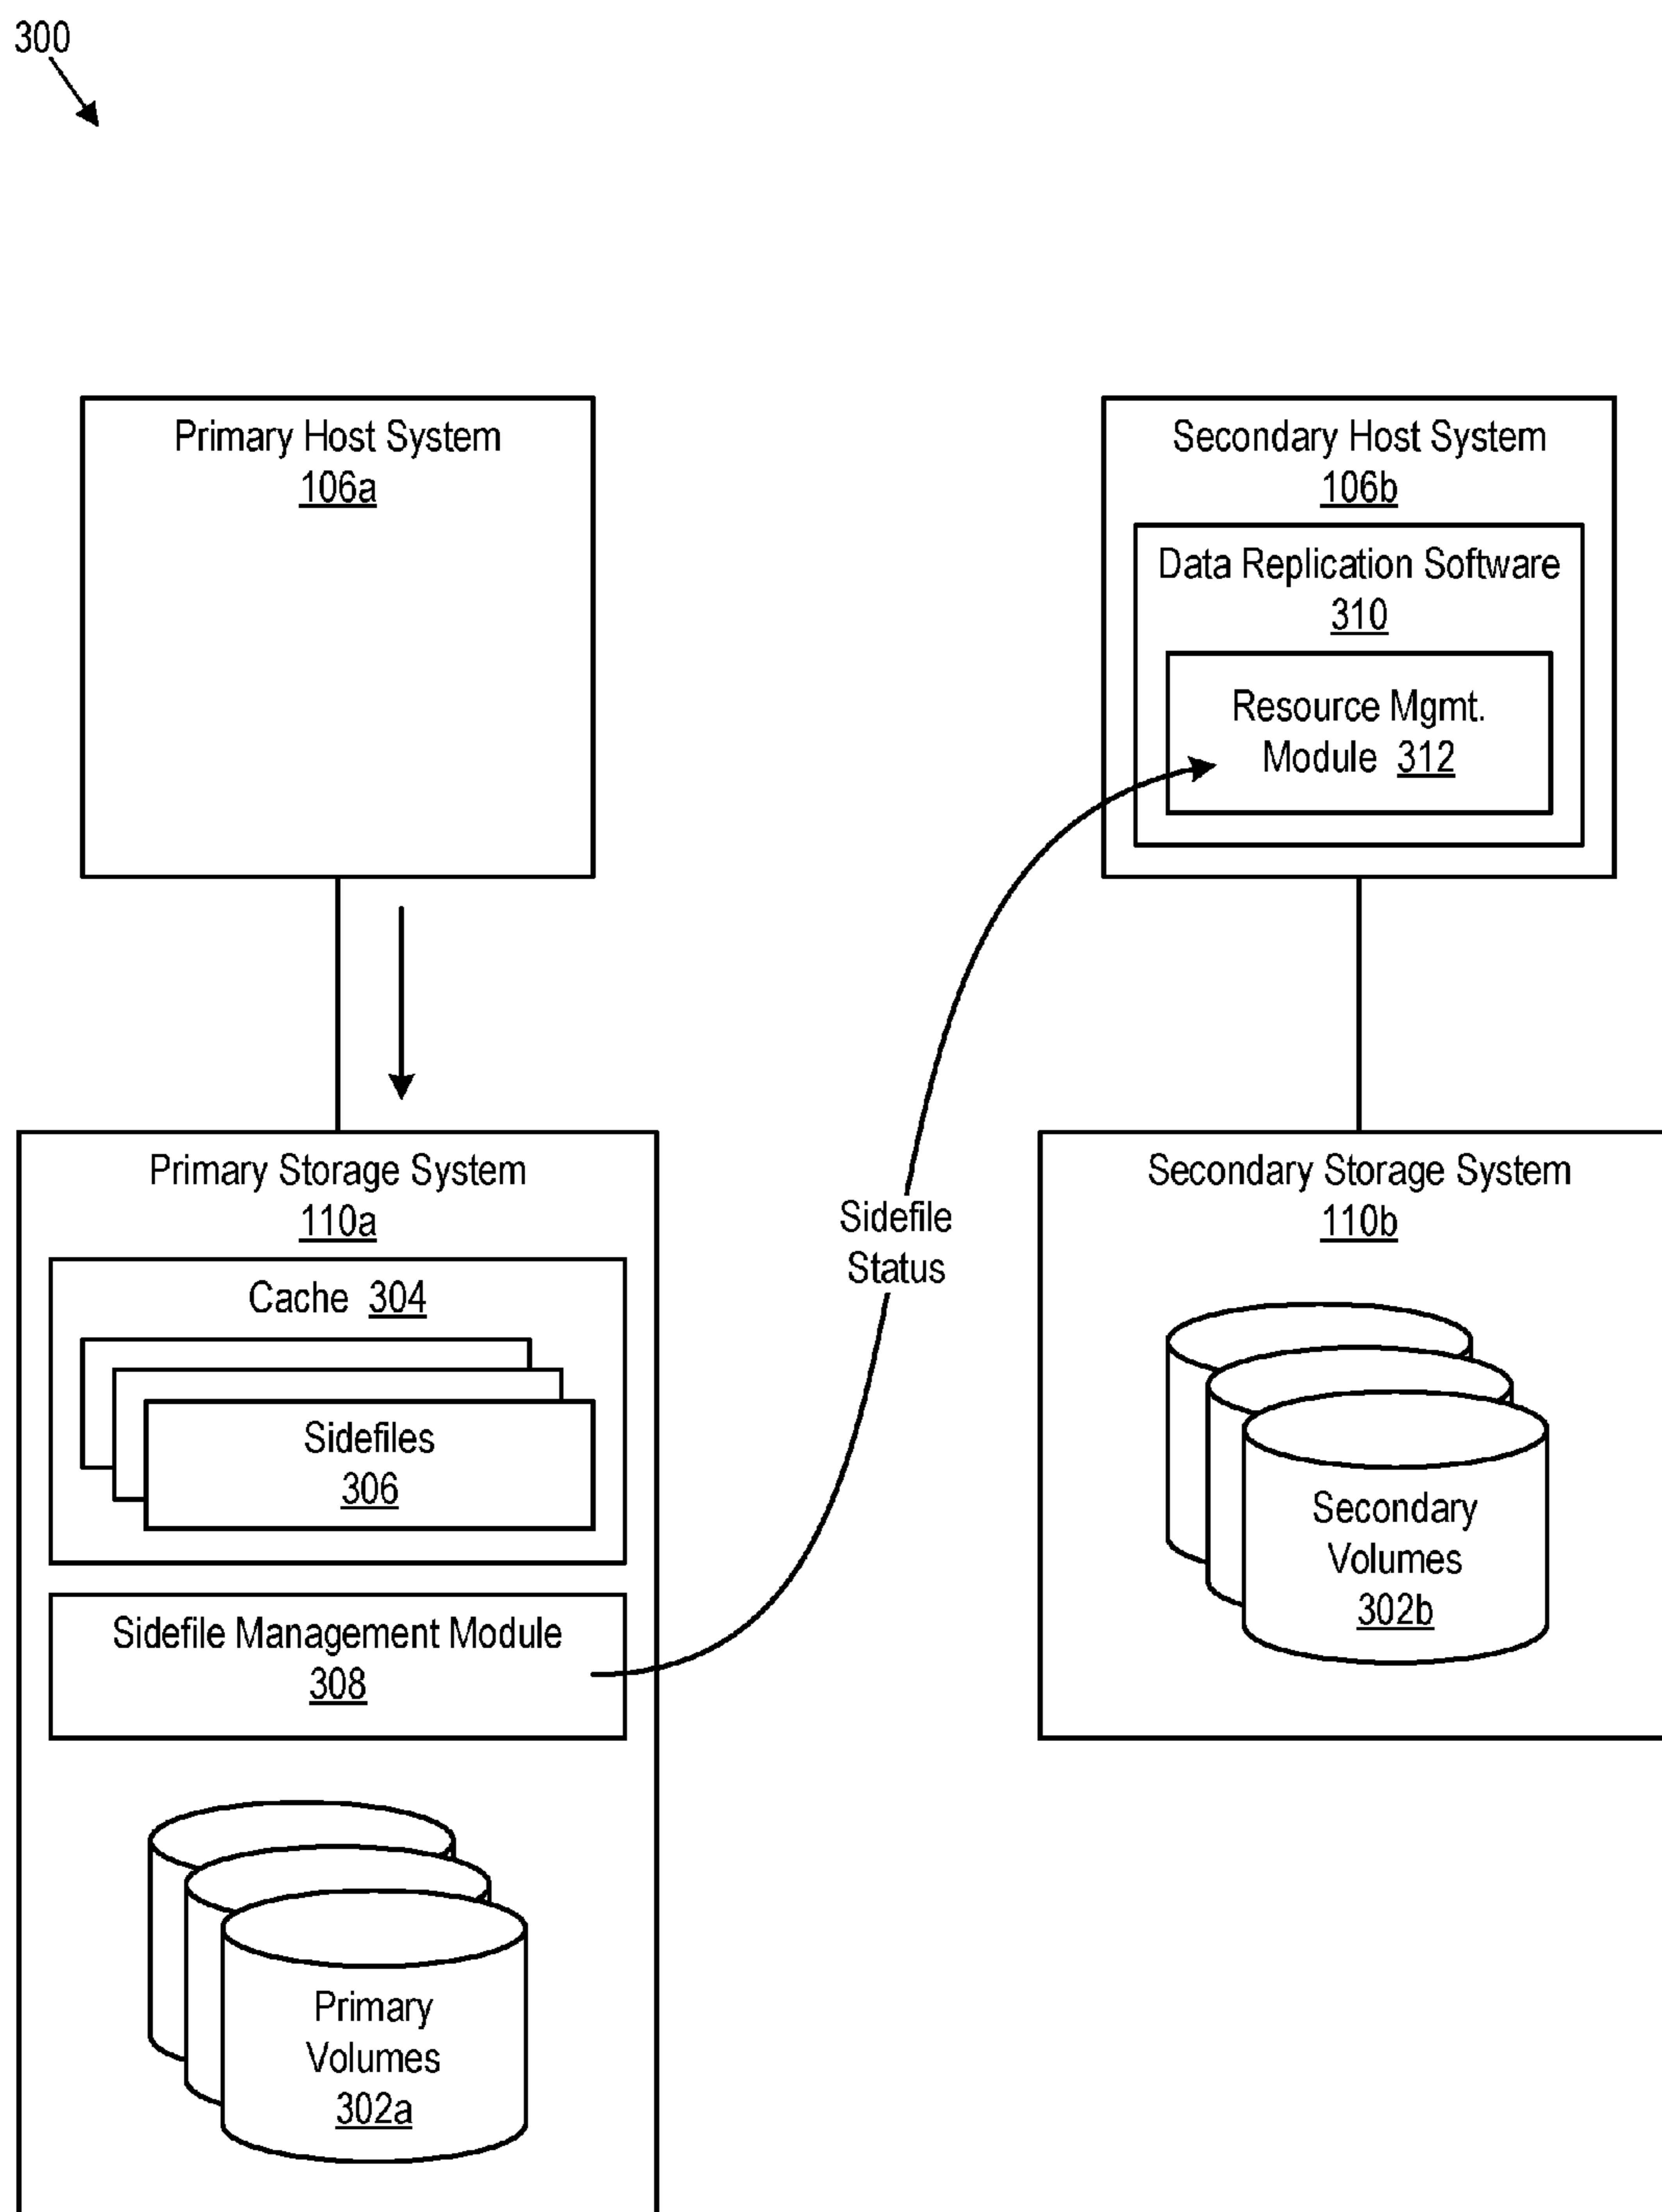 300
Primary Host System
106a
Secondary Host System
106b
Data Replication Software
310
Resource Mgmt.
Module 312
Primary Storage System
110a
Cache 304
Sidefiles
306
Sidefile Management Module
308
Primary
Volumes
302a
Sidefile
Status
Secondary Storage System
110b
Secondary
Volumes
302b